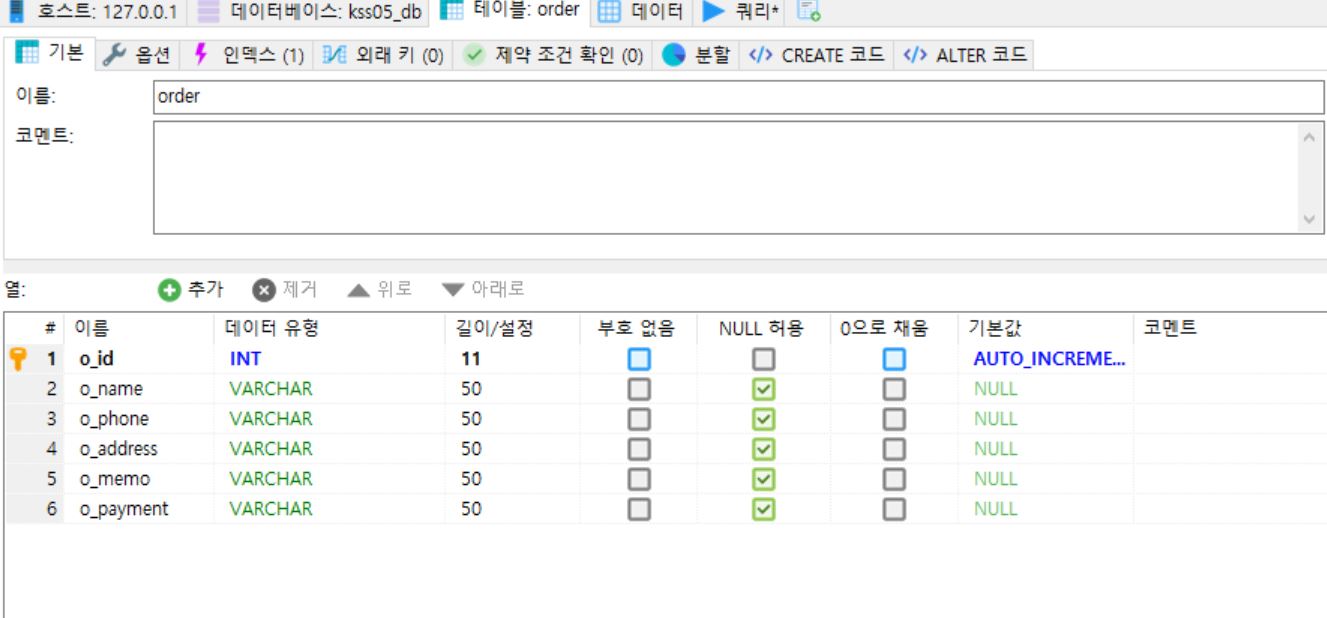 호스트: 127.0.0.1 데이터베이스: kss05_db 테이블: order 데이터 쿼리*
기본 옵션 인덱스 (1) 외래 키 (0) 제약 조건 확인 (0) 분할 CREATE 코드 ALTER 코드
이름: order
코멘트:
열: 추가 제거 위로 아래로
# 이름 데이터 유형 길이/설정 부호 없음 NULL 허용 0으로 채움 기본값 코멘트
1 o_id INT 11 AUTO_INCREME...
2 o_name VARCHAR 50 NULL
3 o_phone VARCHAR 50 NULL
4 o_address VARCHAR 50 NULL
5 o_memo VARCHAR 50 NULL
6 o_payment VARCHAR 50 NULL